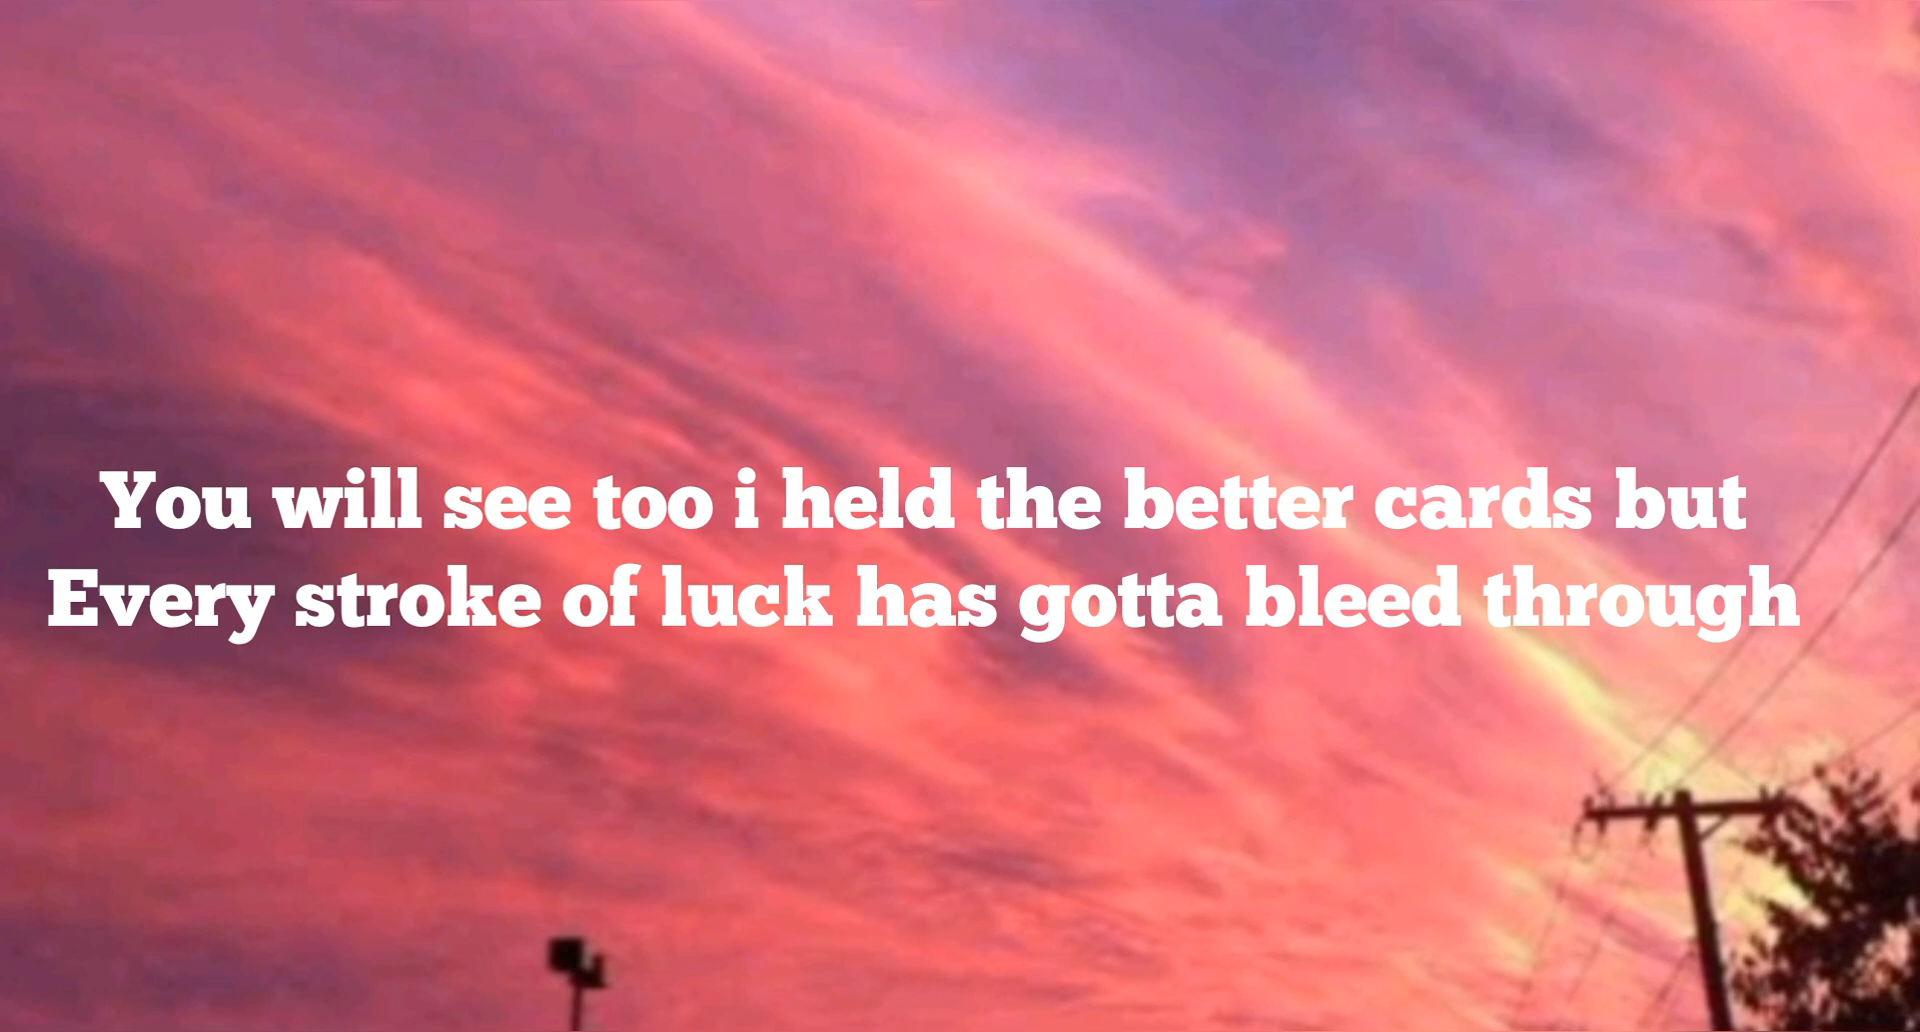 You will see too i held the better cards but
Every stroke of luck has gotta bleed through